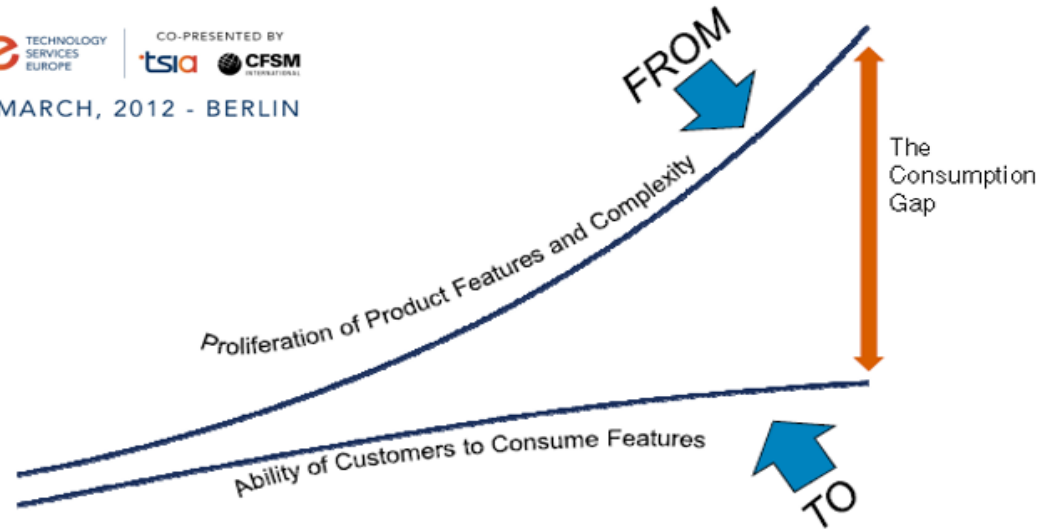 TECHNOLOGY
SERVICES
EUROPE
CO-PRESENTED BY
tsia
CFSM
INTERNATIONAL
MARCH, 2012 - BERLIN
FROM
The
Consumption
Gap
Proliferation of Product Features and Complexity
Ability of Customers to Consume Features
TO